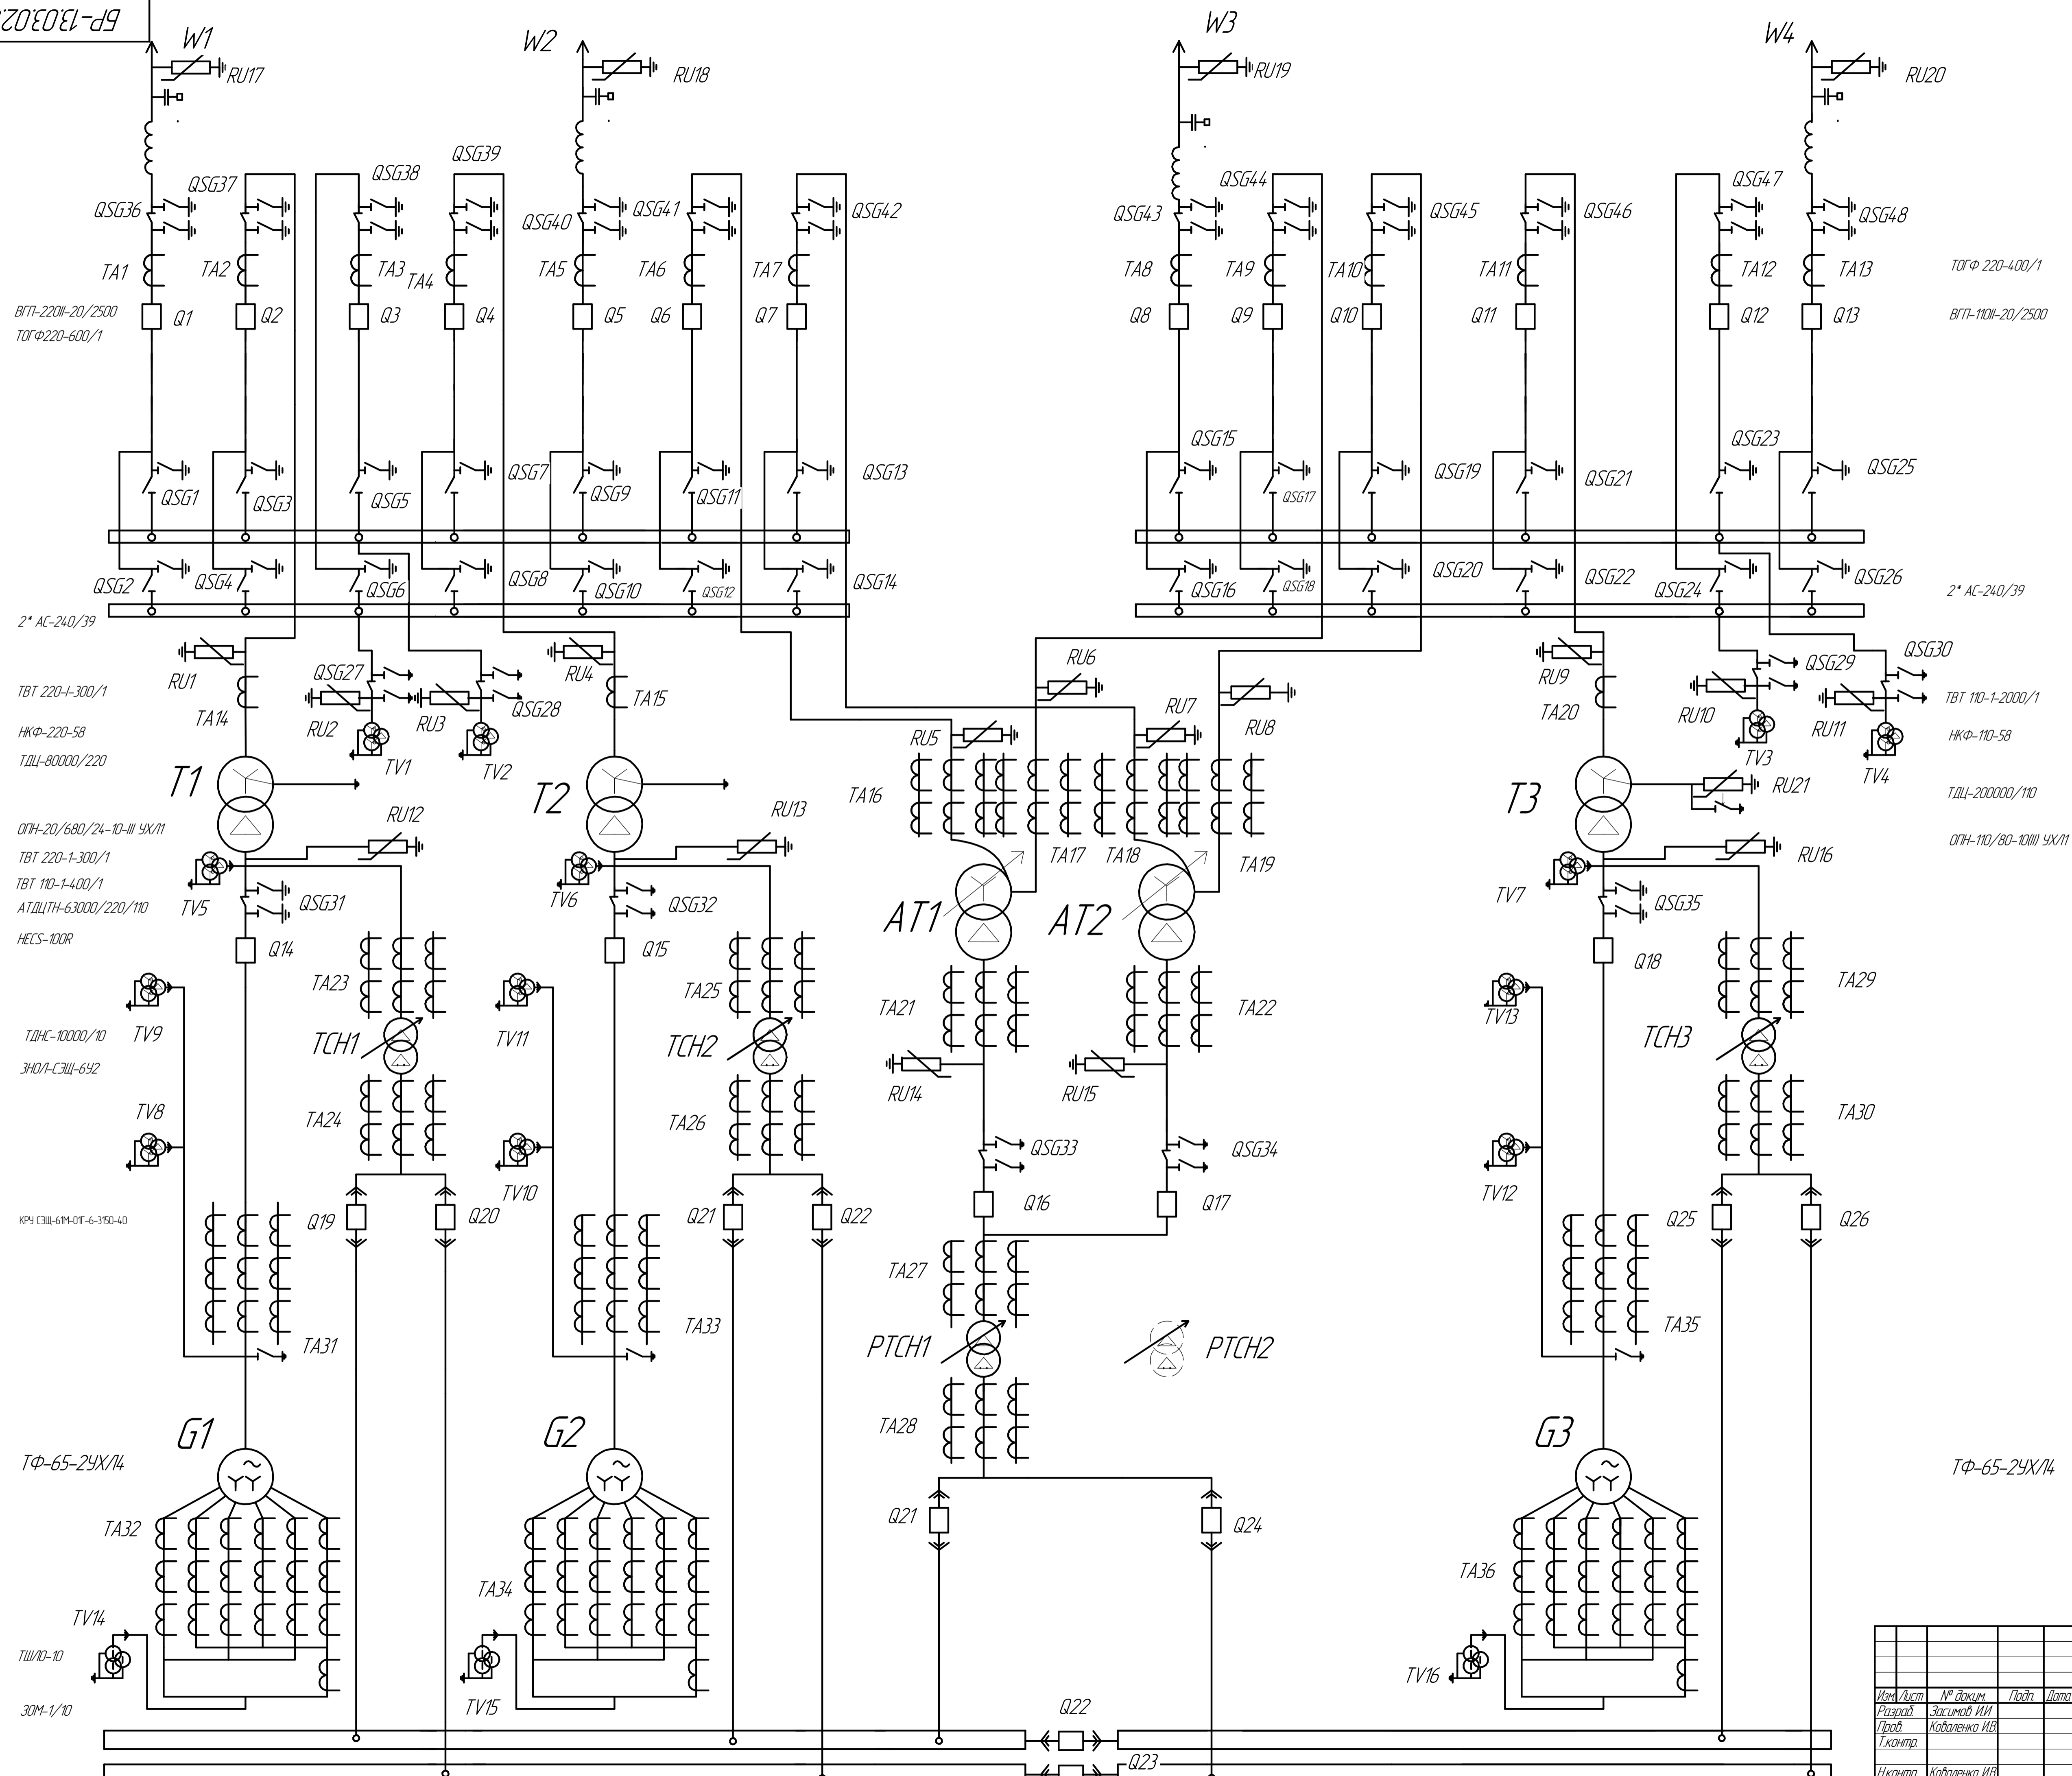 БР-13.03.02.
W1
W2
W3
W4
RU17
RU18
RU19
RU20
QSG36
QSG37
QSG38
QSG39
QSG40
QSG41
QSG42
QSG43
QSG44
QSG45
QSG46
QSG47
QSG48
TA1
TA2
TA3
TA4
TA5
TA6
TA7
TA8
TA9
TA10
TA11
TA12
TA13
ТОГФ 220-400/1
ВГП-220II-20/2500
Q1
Q2
Q3
Q4
Q5
Q6
Q7
Q8
Q9
Q10
Q11
Q12
Q13
ВГП-110II-20/2500
ТОГФ220-600/1
QSG1
QSG3
QSG5
QSG7
QSG9
QSG11
QSG13
QSG15
QSG17
QSG19
QSG21
QSG23
QSG25
QSG2
QSG4
QSG6
QSG8
QSG10
QSG12
QSG14
QSG16
QSG18
QSG20
QSG22
QSG24
QSG26
2* АС-240/39
2* АС-240/39
RU1
QSG27
RU2
RU3
QSG28
RU4
RU6
RU7
RU8
RU9
QSG29
QSG30
RU10
RU11
ТВТ 220-I-300/1
TA14
TA15
RU5
TA20
ТВТ 110-1-2000/1
НКФ-220-58
TV1
TV2
TV3
TV4
НКФ-110-58
ТДЦ-80000/220
T1
T2
TA16
T3
RU21
ТДЦ-200000/110
ОПН-20/680/24-10-III УХЛ1
RU12
RU13
TA17
TA18
TA19
RU16
ОПН-110/80-10(III) УХЛ1
ТВТ 220-1-300/1
ТВТ 110-1-400/1
TV5
QSG31
TV6
QSG32
AT1
AT2
TV7
QSG35
АТДЦТН-63000/220/110
HECS-100R
Q14
Q15
Q18
TA23
TA25
TA21
TA22
TA29
ТДНС-10000/10
TV9
ТСН1
TV11
ТСН2
TV13
ТСН3
ЗНОЛ-СЭЩ-6У2
RU14
RU15
TV8
TA24
TA26
TA30
QSG33
QSG34
TV10
TV12
Q16
Q17
КРУ СЭЩ-61М-01Г-6-3150-40
Q19
Q20
Q21
Q22
Q25
Q26
TA27
TA31
TA33
РТСН1
РТСН2
TA35
G1
G2
TA28
G3
ТФ-65-2УХЛ4
ТФ-65-2УХЛ4
TA32
Q21
Q24
TA34
TA36
TV14
ТШЛО-10
TV15
TV16
ЗОМ-1/10
Q22
Q23
Изм. Лист № докум. Подп. Дата
Разраб. Засимов И.И
Пров. Коваленко И.В.
Т.контр.
Н.контр. Коваленко И.В.